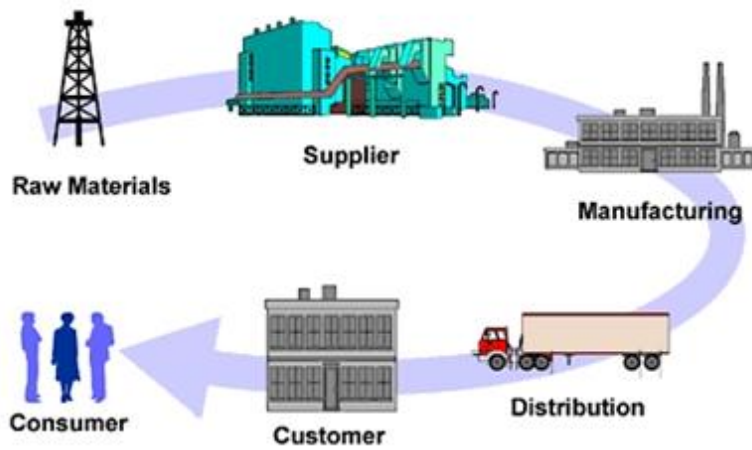 Raw Materials
Supplier
Manufacturing
Distribution
Customer
Consumer